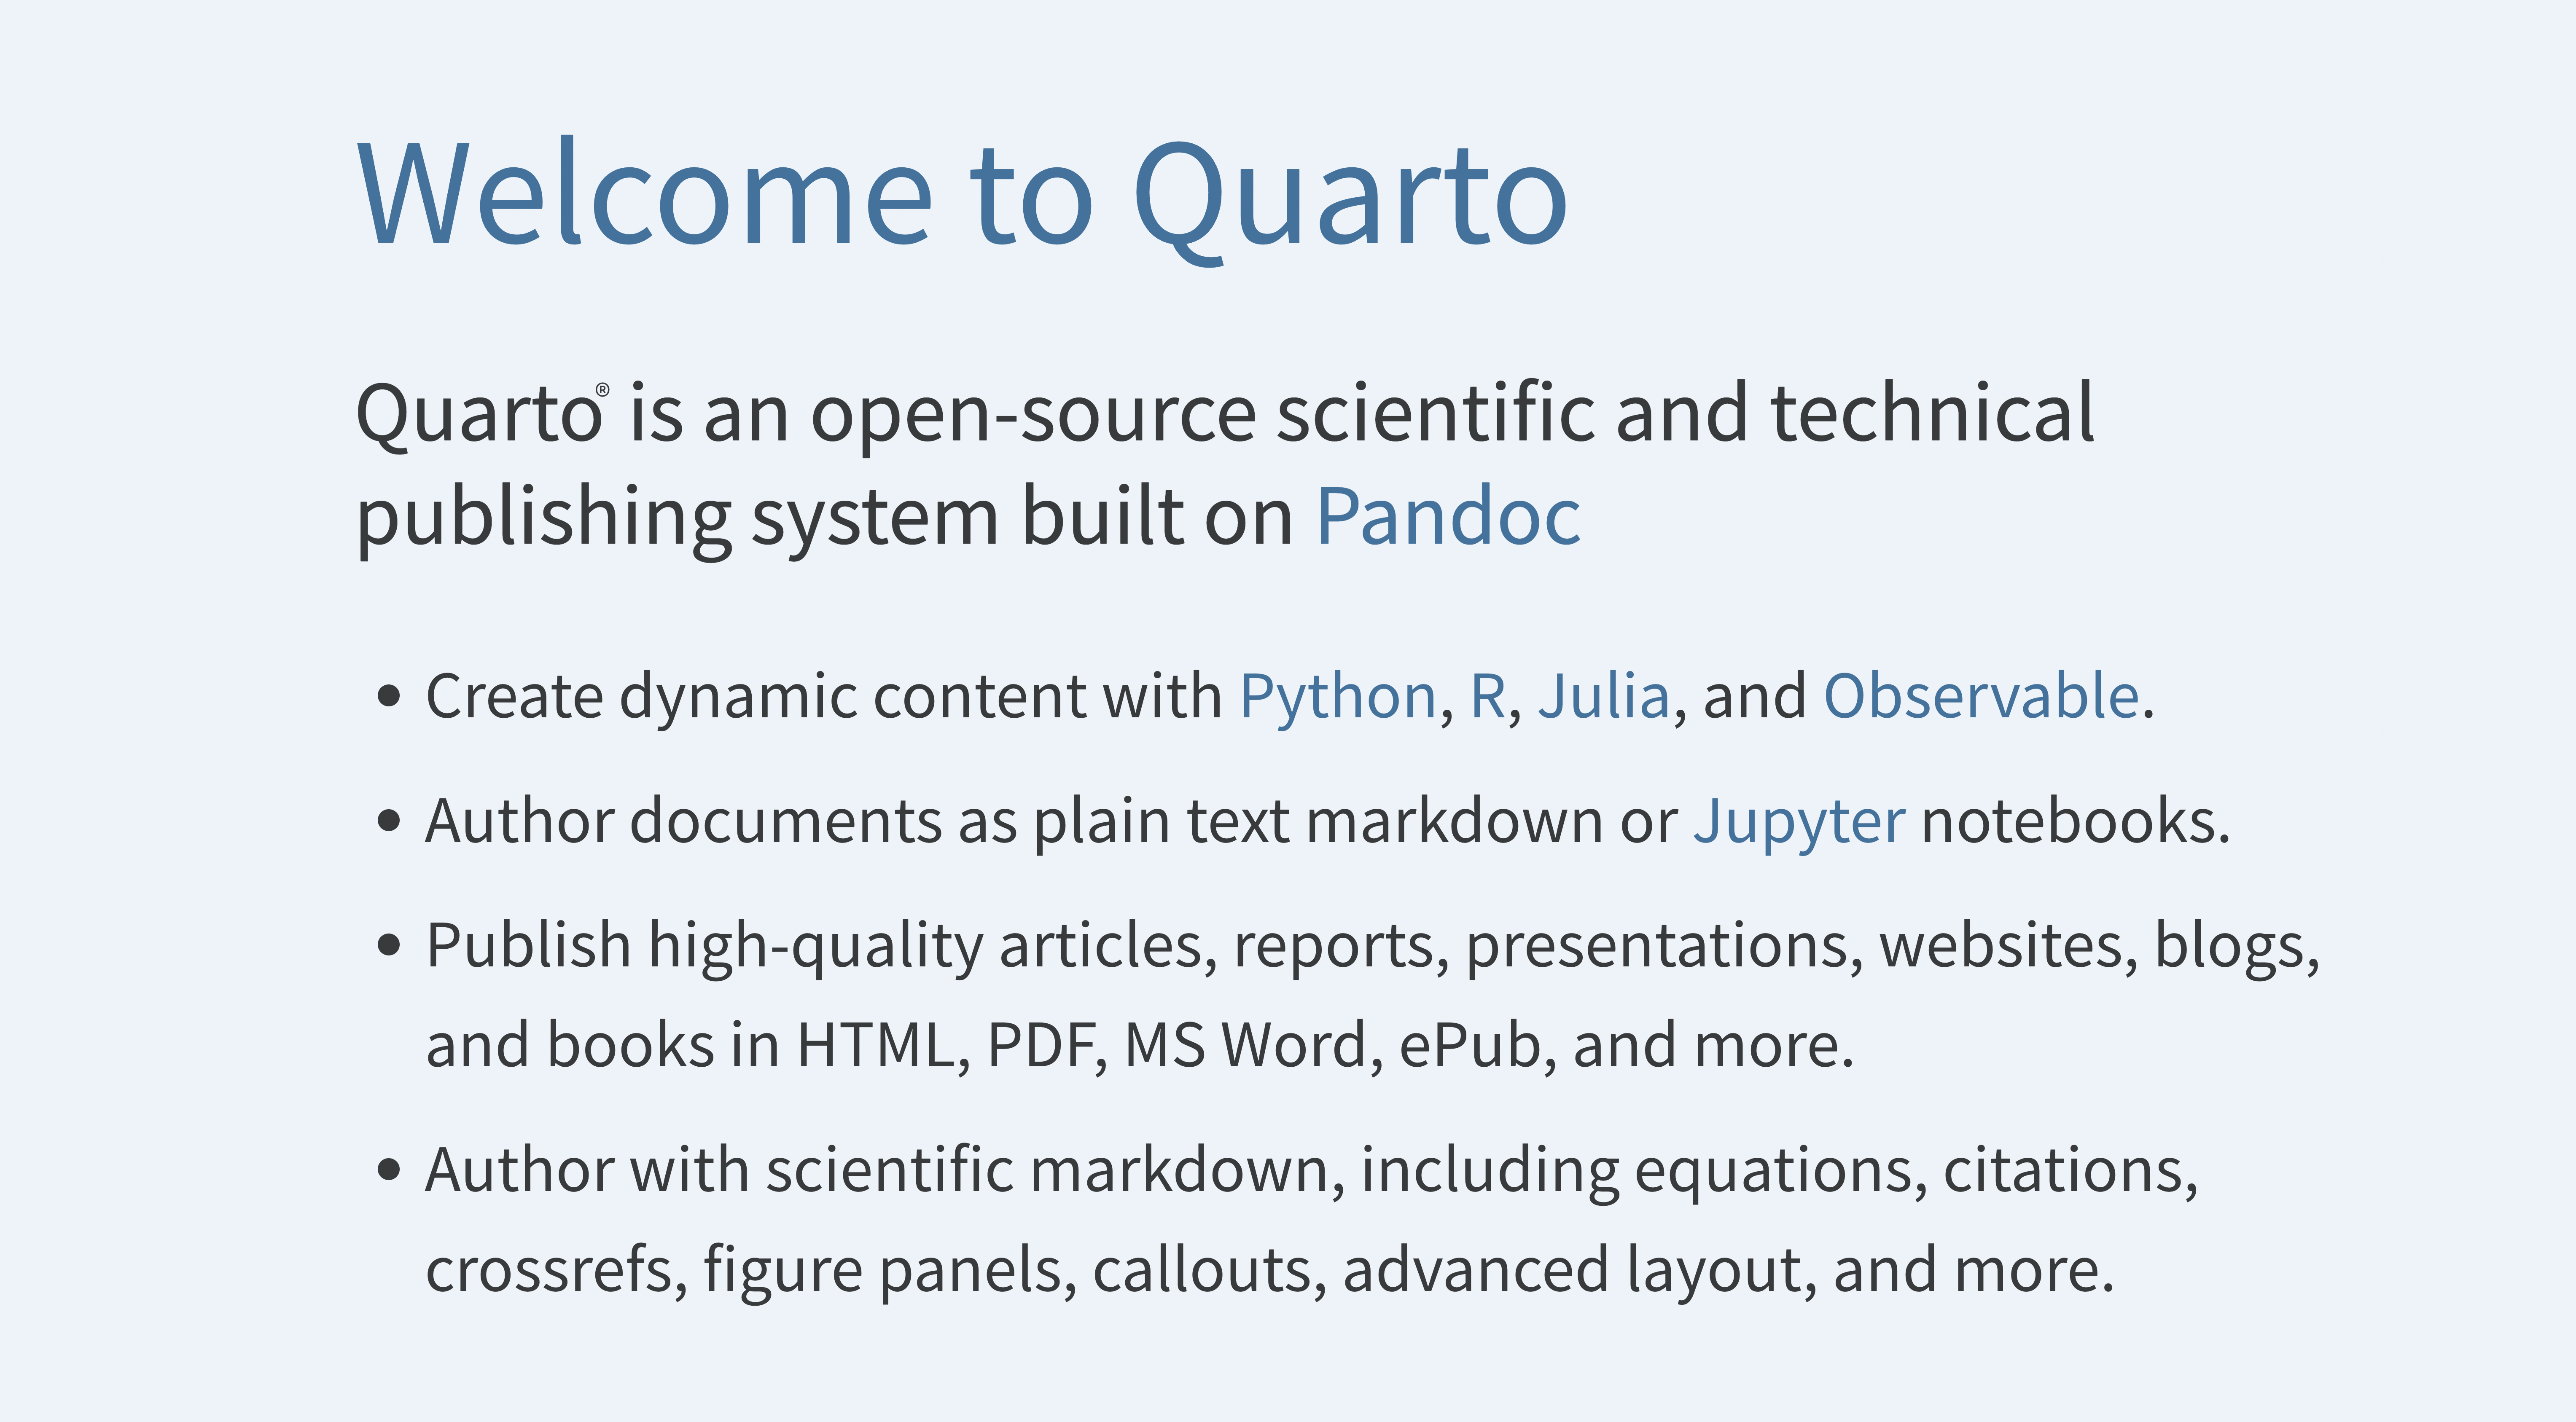 Welcome to Quarto
Quarto® is an open-source scientific and technical
publishing system built on Pandoc
• Create dynamic content with Python, R, Julia, and Observable.
• Author documents as plain text markdown or Jupyter notebooks.
• Publish high-quality articles, reports, presentations, websites, blogs,
and books in HTML, PDF, MS Word, ePub, and more.
• Author with scientific markdown, including equations, citations,
crossrefs, figure panels, callouts, advanced layout, and more.